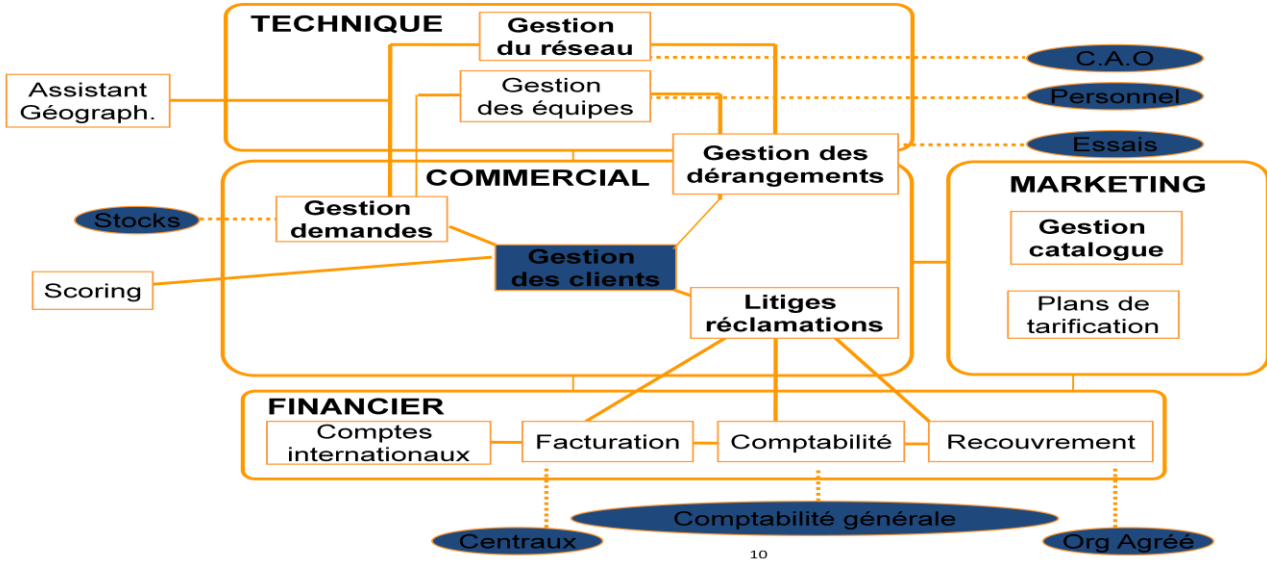 TECHNIQUE
Gestion
du réseau
C.A.O
Assistant
Géograph.
Gestion
des équipes
Personnel
Essais
Gestion des
dérangements
COMMERCIAL
MARKETING
Stocks
Gestion
demandes
Gestion
catalogue
Gestion
des clients
Scoring
Litiges
réclamations
Plans de
tarification
FINANCIER
Comptes
internationaux
Facturation
Comptabilité
Recouvrement
Comptabilité générale
Centraux
Org Agréé
10